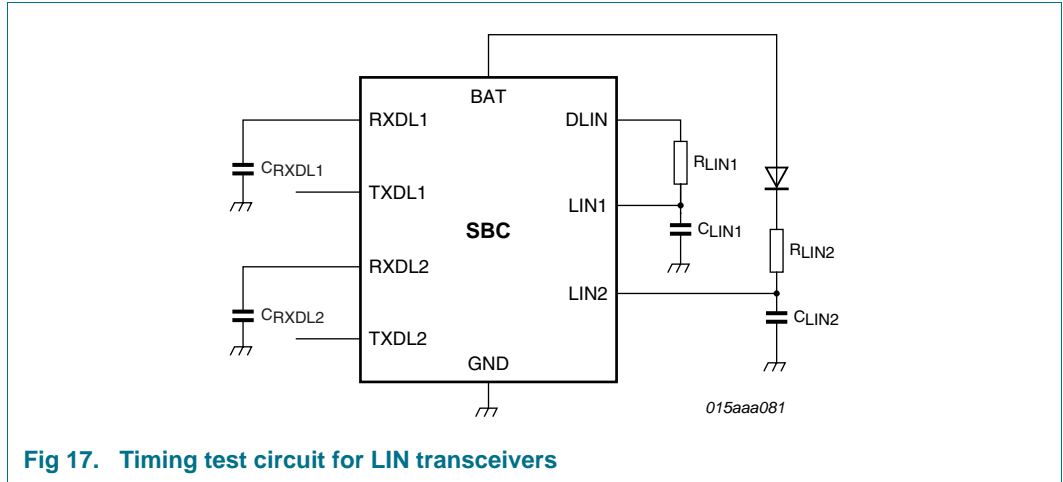 BAT
RXDL1
DLIN
CRXDL1
RLIN1
TXDL1
LIN1
SBC
CLIN1
RLIN2
RXDL2
LIN2
CRXDL2
CLIN2
TXDL2
GND
015aaa081
Fig 17. Timing test circuit for LIN transceivers